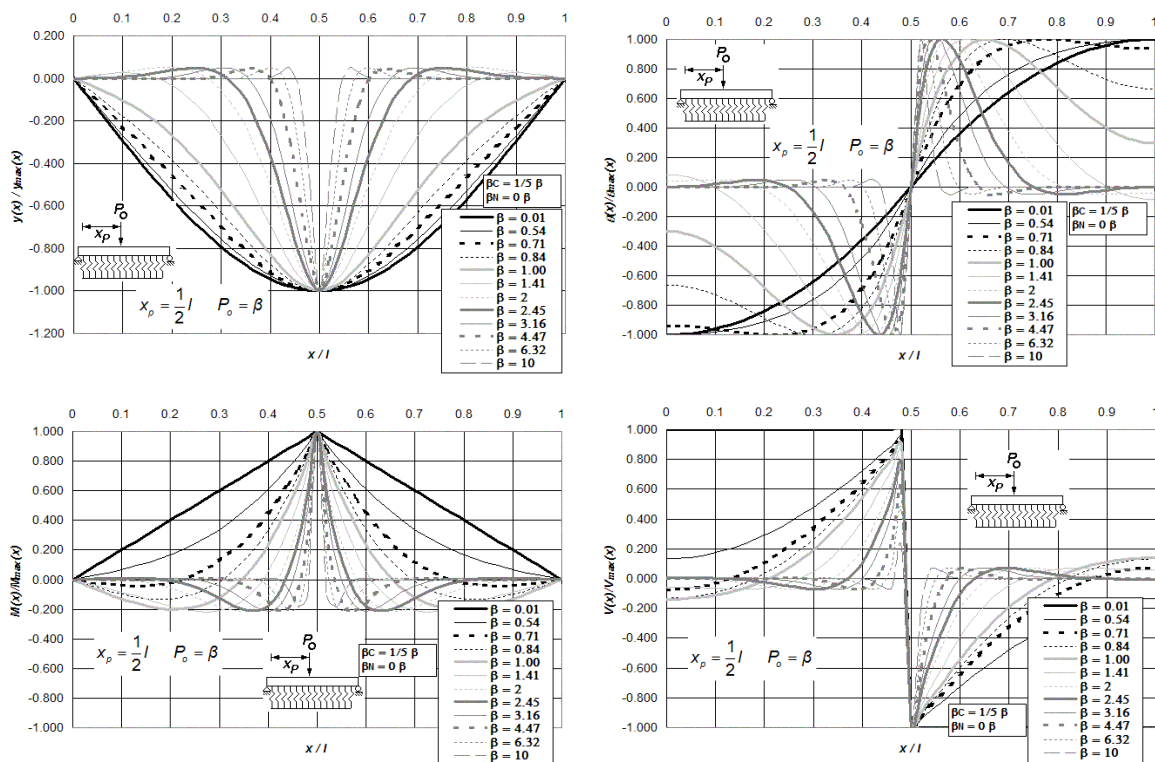 0 0.1 0.2 0.3 0.4 0.5 0.6 0.7 0.8 0.9 1
0.200
0.000
-0.200
-0.400
-0.600
-0.800
-1.000
-1.200
y(x) / ymax(x)
Po
xp
xp = 1/2 l Po = β
βC = 1/5 β
βN = 0 β
β = 0.01
β = 0.54
β = 0.71
β = 0.84
β = 1.00
β = 1.41
β = 2
β = 2.45
β = 3.16
β = 4.47
β = 6.32
β = 10
x / l
0 0.1 0.2 0.3 0.4 0.5 0.6 0.7 0.8 0.9 1
1.000
0.800
0.600
0.400
0.200
0.000
-0.200
-0.400
-0.600
-0.800
-1.000
Po
xp
xp = 1/2 l Po = β
βC = 1/5 β
βN = 0 β
β = 0.01
β = 0.54
β = 0.71
β = 0.84
β = 1.00
β = 1.41
β = 2
β = 2.45
β = 3.16
β = 4.47
β = 6.32
β = 10
x / l
0 0.1 0.2 0.3 0.4 0.5 0.6 0.7 0.8 0.9 1
1.000
0.800
0.600
0.400
0.200
0.000
-0.200
-0.400
-0.600
-0.800
-1.000
M(x)/Mmax(x)
Po
xp
xp = 1/2 l Po = β
βC = 1/5 β
βN = 0 β
β = 0.01
β = 0.54
β = 0.71
β = 0.84
β = 1.00
β = 1.41
β = 2
β = 2.45
β = 3.16
β = 4.47
β = 6.32
β = 10
x / l
0 0.1 0.2 0.3 0.4 0.5 0.6 0.7 0.8 0.9 1
1.000
0.800
0.600
0.400
0.200
0.000
-0.200
-0.400
-0.600
-0.800
-1.000
V(x)/Vmax(x)
Po
xp
xp = 1/2 l Po = β
βC = 1/5 β
βN = 0 β
β = 0.01
β = 0.54
β = 0.71
β = 0.84
β = 1.00
β = 1.41
β = 2
β = 2.45
β = 3.16
β = 4.47
β = 6.32
β = 10
x / l